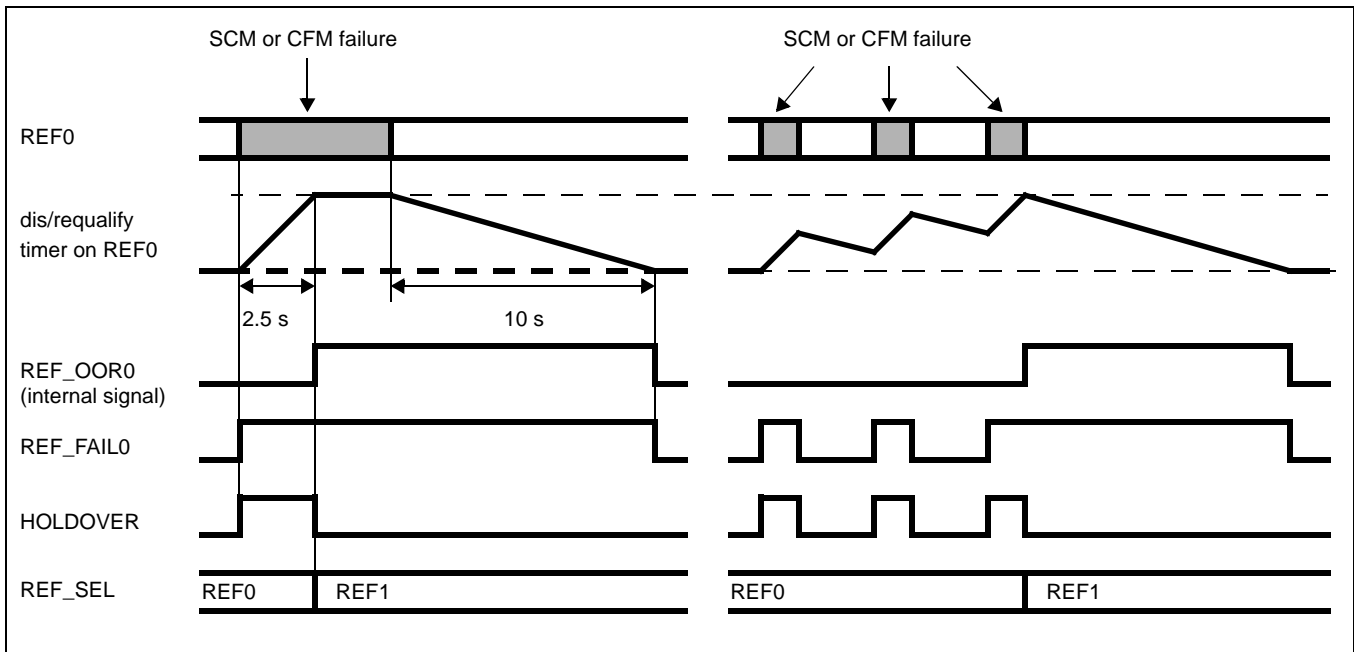 SCM or CFM failure
SCM or CFM failure
REF0
dis/requalify
timer on REF0
2.5 s
10 s
REF_OOR0
(internal signal)
REF_FAIL0
HOLDOVER
REF_SEL
REF0
REF1
REF0
REF1